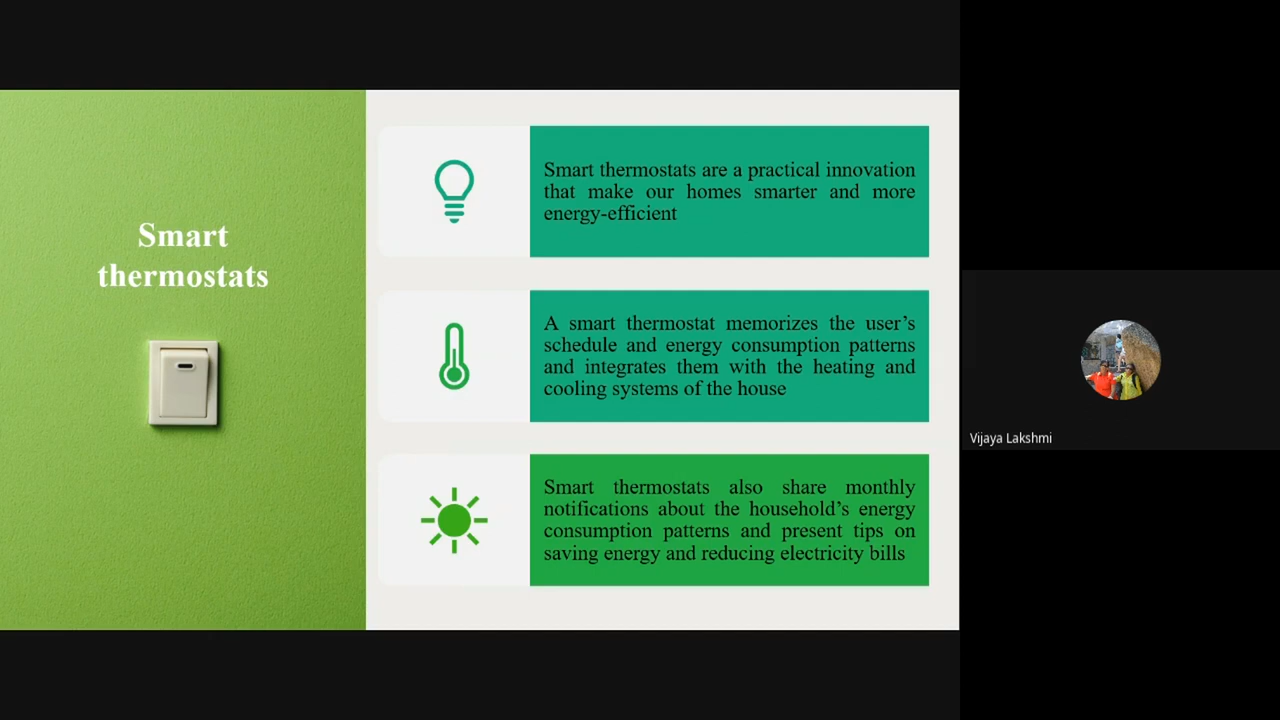 Smart
thermostats
Smart thermostats are a practical innovation
that make our homes smarter and more
energy-efficient
A smart thermostat memorizes the user’s
schedule and energy consumption patterns
and integrates them with the heating and
cooling systems of the house
Smart thermostats also share monthly
notifications about the household’s energy
consumption patterns and present tips on
saving energy and reducing electricity bills
Vijaya Lakshmi